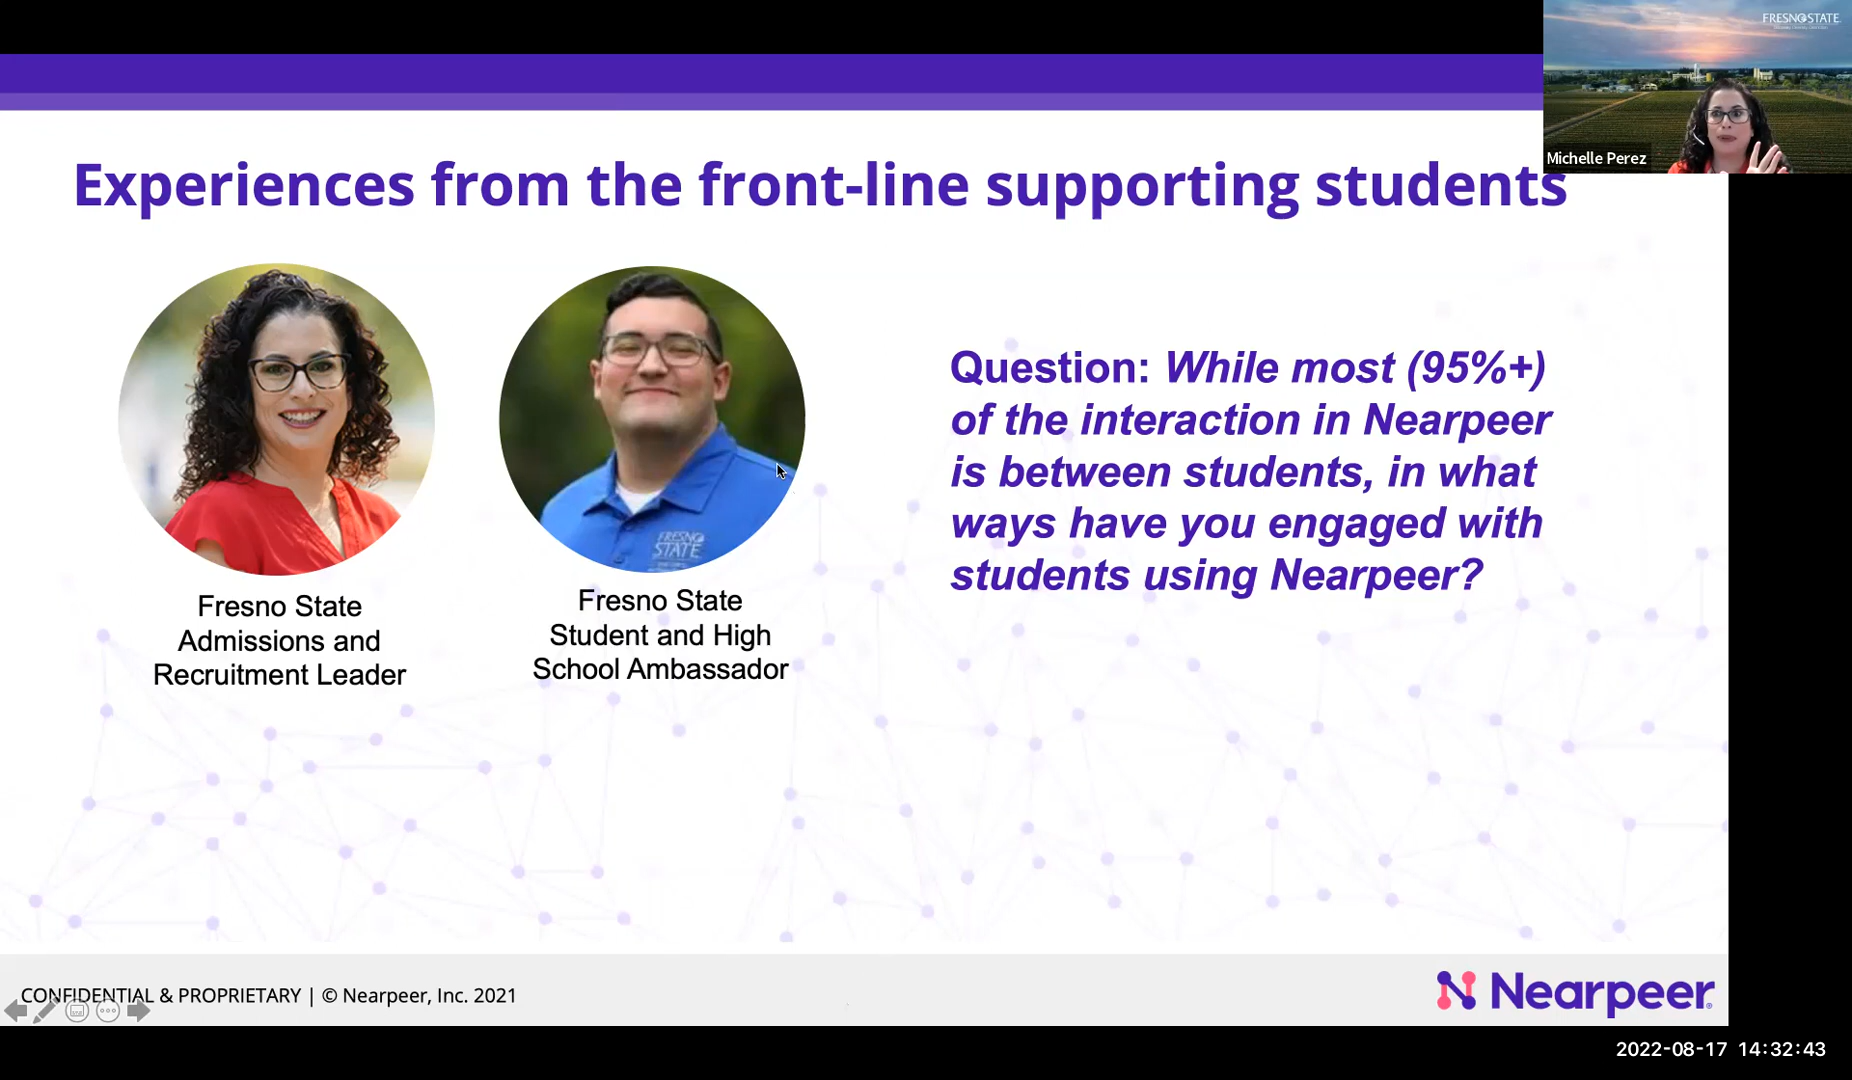 FRESNO STATE
Michelle Perez
Experiences from the front-line supporting students
Question: While most (95%+)
of the interaction in Nearpeer
is between students, in what
ways have you engaged with
students using Nearpeer?
FRESNO
STATE
Fresno State
Admissions and
Recruitment Leader
Fresno State
Student and High
School Ambassador
CONFIDENTIAL & PROPRIETARY | © Nearpeer, Inc. 2021
Nearpeer®
2022-08-17 14:32:43